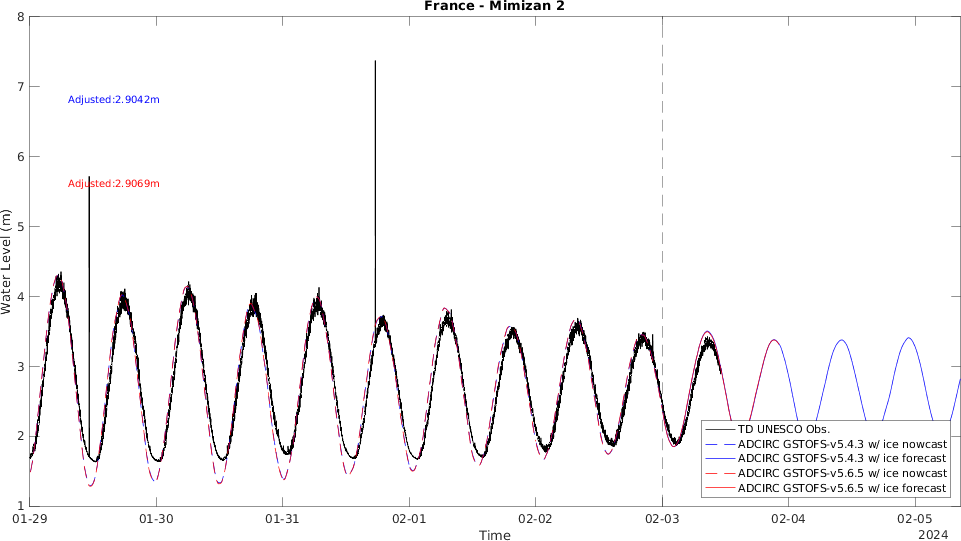 France - Mimizan 2
8
7
6
5
4
3
2
1
Water Level (m)
Adjusted:2.9042m
Adjusted:2.9069m
TD UNESCO Obs.
ADCIRC GSTOFS-v5.4.3 w/ ice nowcast
ADCIRC GSTOFS-v5.4.3 w/ ice forecast
ADCIRC GSTOFS-v5.6.5 w/ ice nowcast
ADCIRC GSTOFS-v5.6.5 w/ ice forecast
01-29 01-30 01-31 02-01 02-02 02-03 02-04 02-05
Time
2024